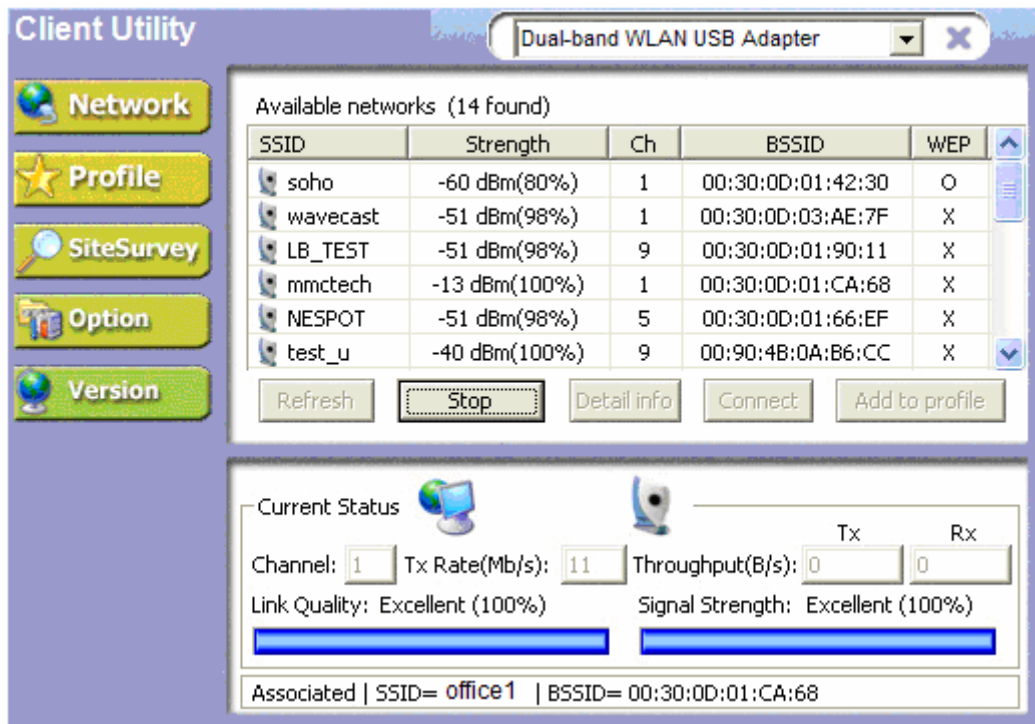 Client Utility
Dual-band WLAN USB Adapter
Network
Profile
SiteSurvey
Option
Version
Available networks (14 found)
SSID Strength Ch BSSID WEP
soho -60 dBm(80%) 1 00:30:0D:01:42:30 O
wavecast -51 dBm(98%) 1 00:30:0D:03:AE:7F X
LB_TEST -51 dBm(98%) 9 00:30:0D:01:90:11 X
mmctech -13 dBm(100%) 1 00:30:0D:01:CA:68 X
NESPOT -51 dBm(98%) 5 00:30:0D:01:66:EF X
test_u -40 dBm(100%) 9 00:90:4B:0A:B6:CC X
Refresh Stop Detail info Connect Add to profile
Current Status
Tx Rx
Channel: 1 Tx Rate(Mb/s): 11 Throughput(B/s): 0 0
Link Quality: Excellent (100%) Signal Strength: Excellent (100%)
Associated | SSID= office1 | BSSID= 00:30:0D:01:CA:68